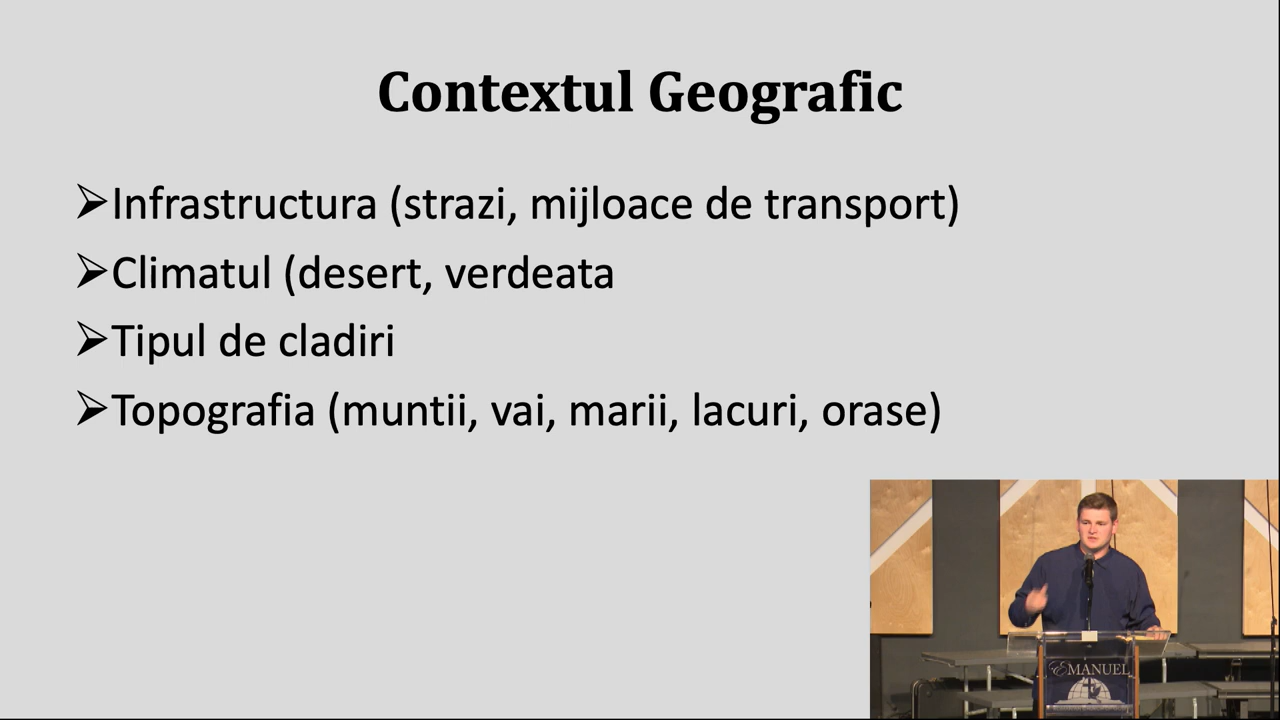 Contextul Geografic
➢Infrastructura (strazi, mijloace de transport)
➢Climatul (desert, verdeata
➢Tipul de cladiri
➢Topografia (muntii, vai, marii, lacuri, orase)
EMANUEL